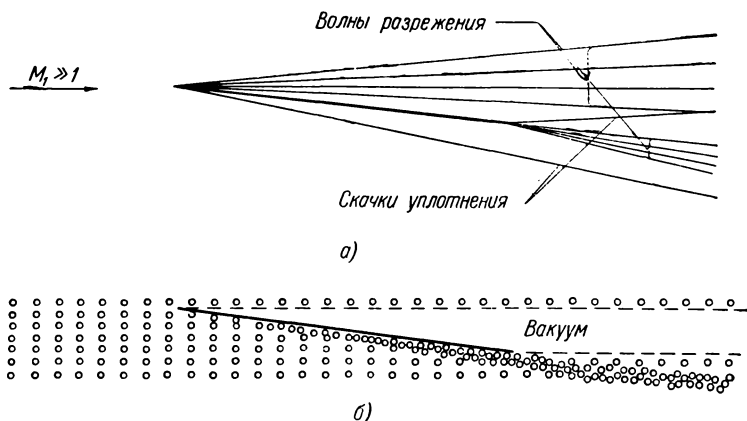 Волны разрежения
M₁ ≫ 1
Скачки уплотнения
а)
Вакуум
б)